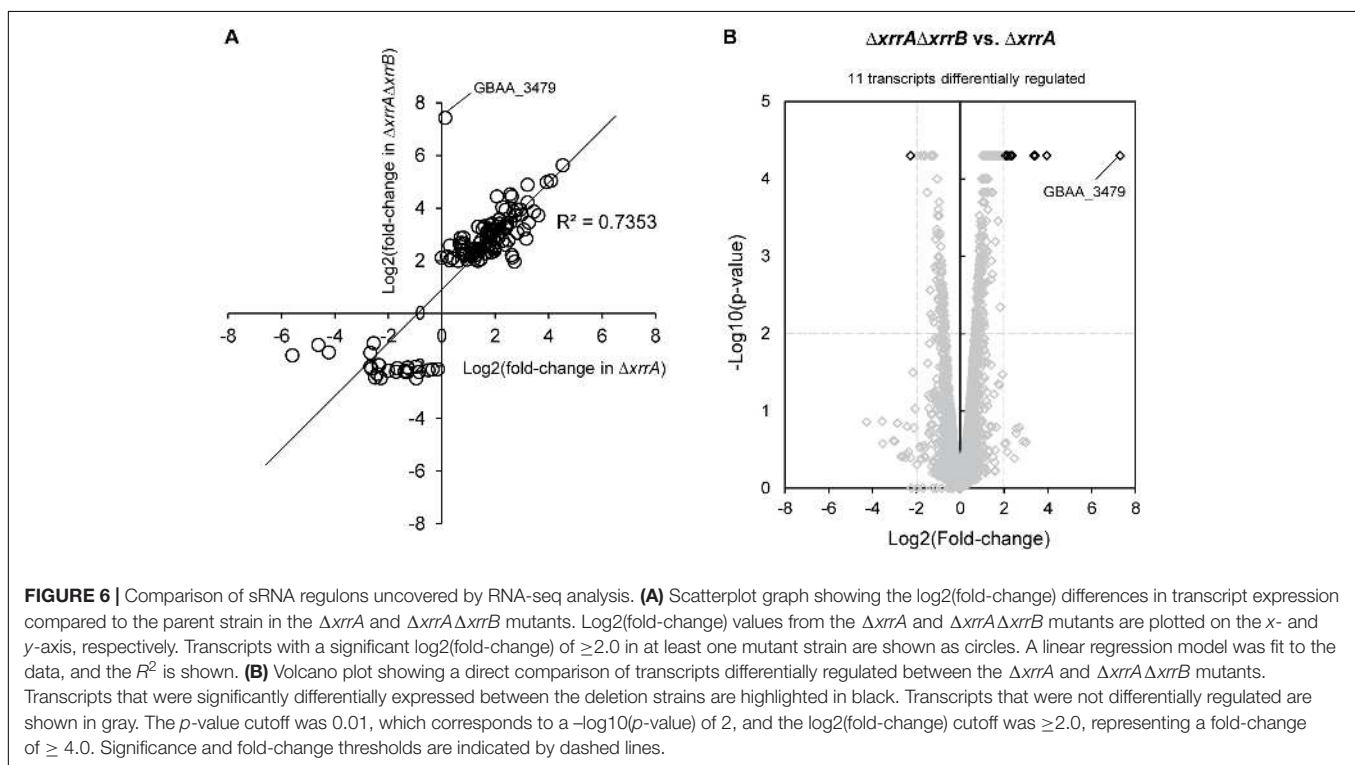 A
Log2(fold-change in ΔxrrAΔxrrB)
GBAA_3479
8
6
4
2
0
-2
-4
-6
-8
R² = 0.7353
-8 -6 -4 -2 0 2 4 6 8
Log2(fold-change in ΔxrrA)
B
ΔxrrAΔxrrB vs. ΔxrrA
11 transcripts differentially regulated
-Log10(p-value)
5
4
3
2
1
0
GBAA_3479
-8 -6 -4 -2 0 2 4 6 8
Log2(Fold-change)
FIGURE 6 | Comparison of sRNA regulons uncovered by RNA-seq analysis. (A) Scatterplot graph showing the log2(fold-change) differences in transcript expression
compared to the parent strain in the ΔxrrA and ΔxrrAΔxrrB mutants. Log2(fold-change) values from the ΔxrrA and ΔxrrAΔxrrB mutants are plotted on the x- and
y-axis, respectively. Transcripts with a significant log2(fold-change) of ≥2.0 in at least one mutant strain are shown as circles. A linear regression model was fit to the
data, and the R² is shown. (B) Volcano plot showing a direct comparison of transcripts differentially regulated between the ΔxrrA and ΔxrrAΔxrrB mutants.
Transcripts that were significantly differentially expressed between the deletion strains are highlighted in black. Transcripts that were not differentially regulated are
shown in gray. The p-value cutoff was 0.01, which corresponds to a –log10(p-value) of 2, and the log2(fold-change) cutoff was ≥2.0, representing a fold-change
of ≥ 4.0. Significance and fold-change thresholds are indicated by dashed lines.